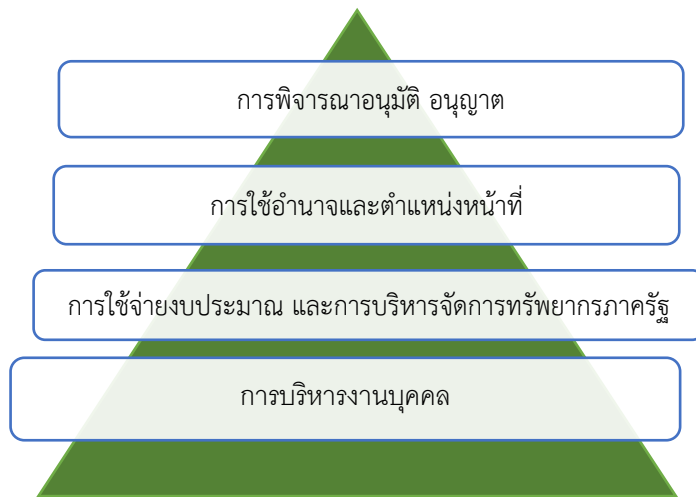 การพิจารณาอนุมัติ อนุญาต
การใช้อำนาจและตำแหน่งหน้าที่
การใช้จ่ายงบประมาณ และการบริหารจัดการทรัพยากรภาครัฐ
การบริหารงานบุคคล